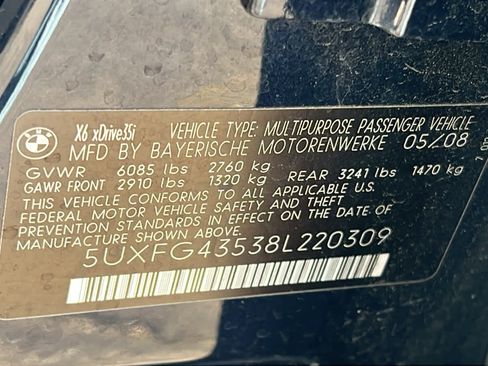 BMW
X6 xDrive35i VEHICLE TYPE: MULTIPURPOSE PASSENGER VEHICLE
MFD BY BAYERISCHE MOTORENWERKE 05/08
GVWR 6085 lbs 2760 kg
GAWR FRONT 2910 lbs 1320 kg REAR 3241 lbs 1470 kg
THIS VEHICLE CONFORMS TO ALL APPLICABLE
FEDERAL MOTOR VEHICLE SAFETY AND THEFT
PREVENTION STANDARDS IN EFFECT ON THE DATE OF
MANUFACTURE SHOWN ABOVE.
5UXFG43538L220309